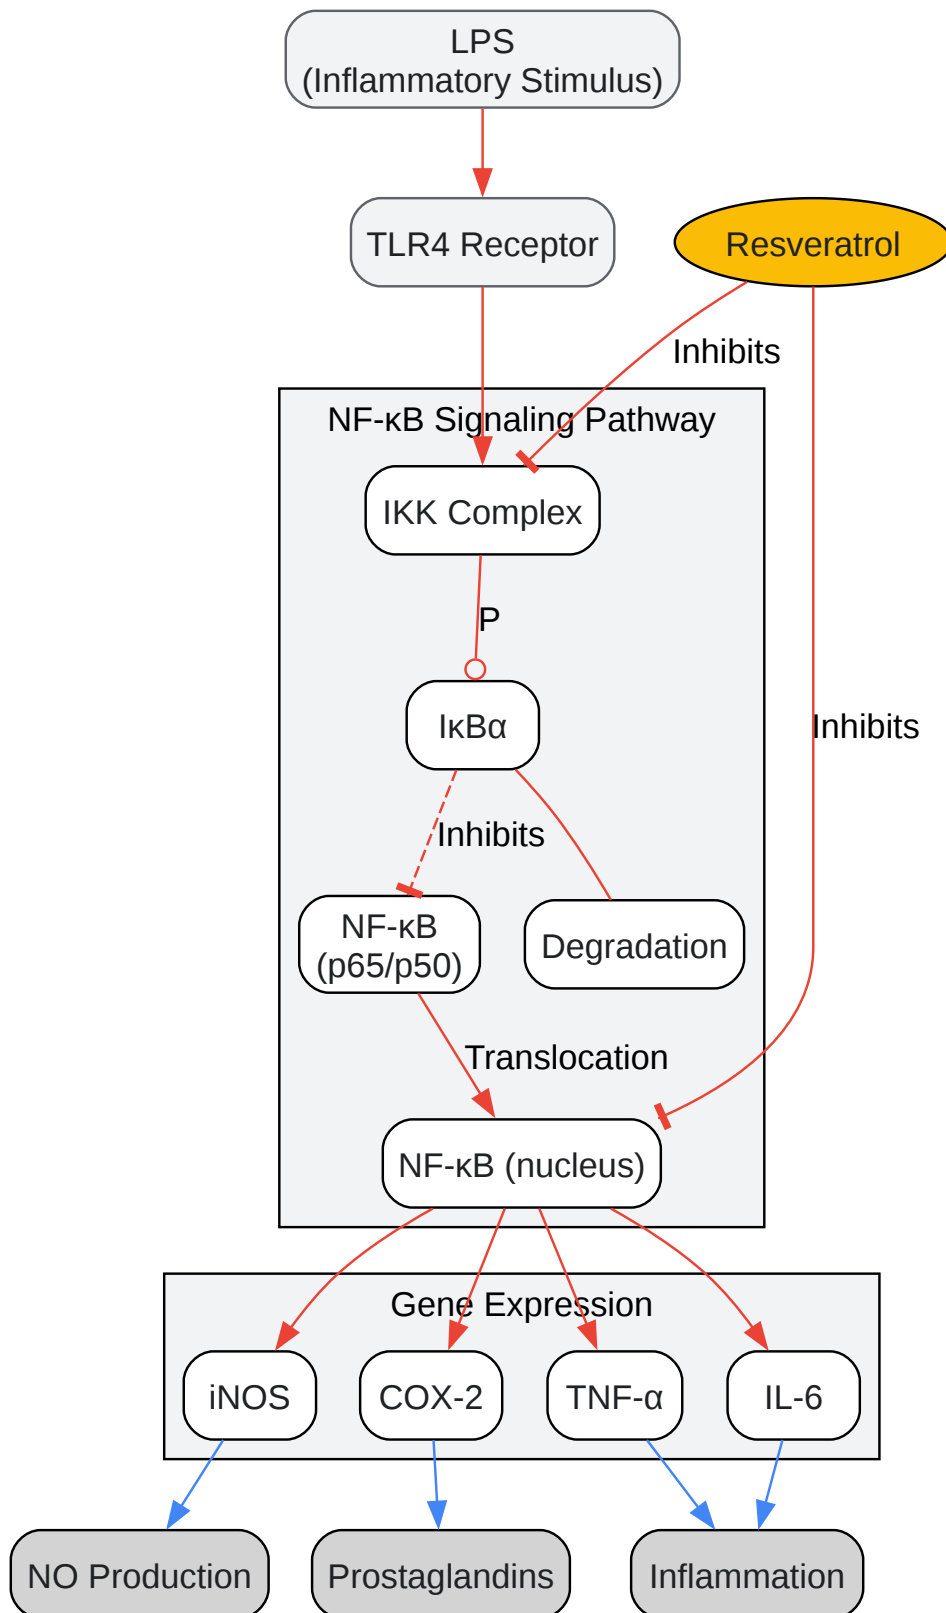 LPS
(Inflammatory Stimulus)
TLR4 Receptor
Resveratrol
Inhibits
NF-κB Signaling Pathway
IKK Complex
P
IκBα
Inhibits
Inhibits
NF-κB
(p65/p50)
Degradation
Translocation
NF-κB (nucleus)
Gene Expression
iNOS
COX-2
TNF-α
IL-6
NO Production
Prostaglandins
Inflammation